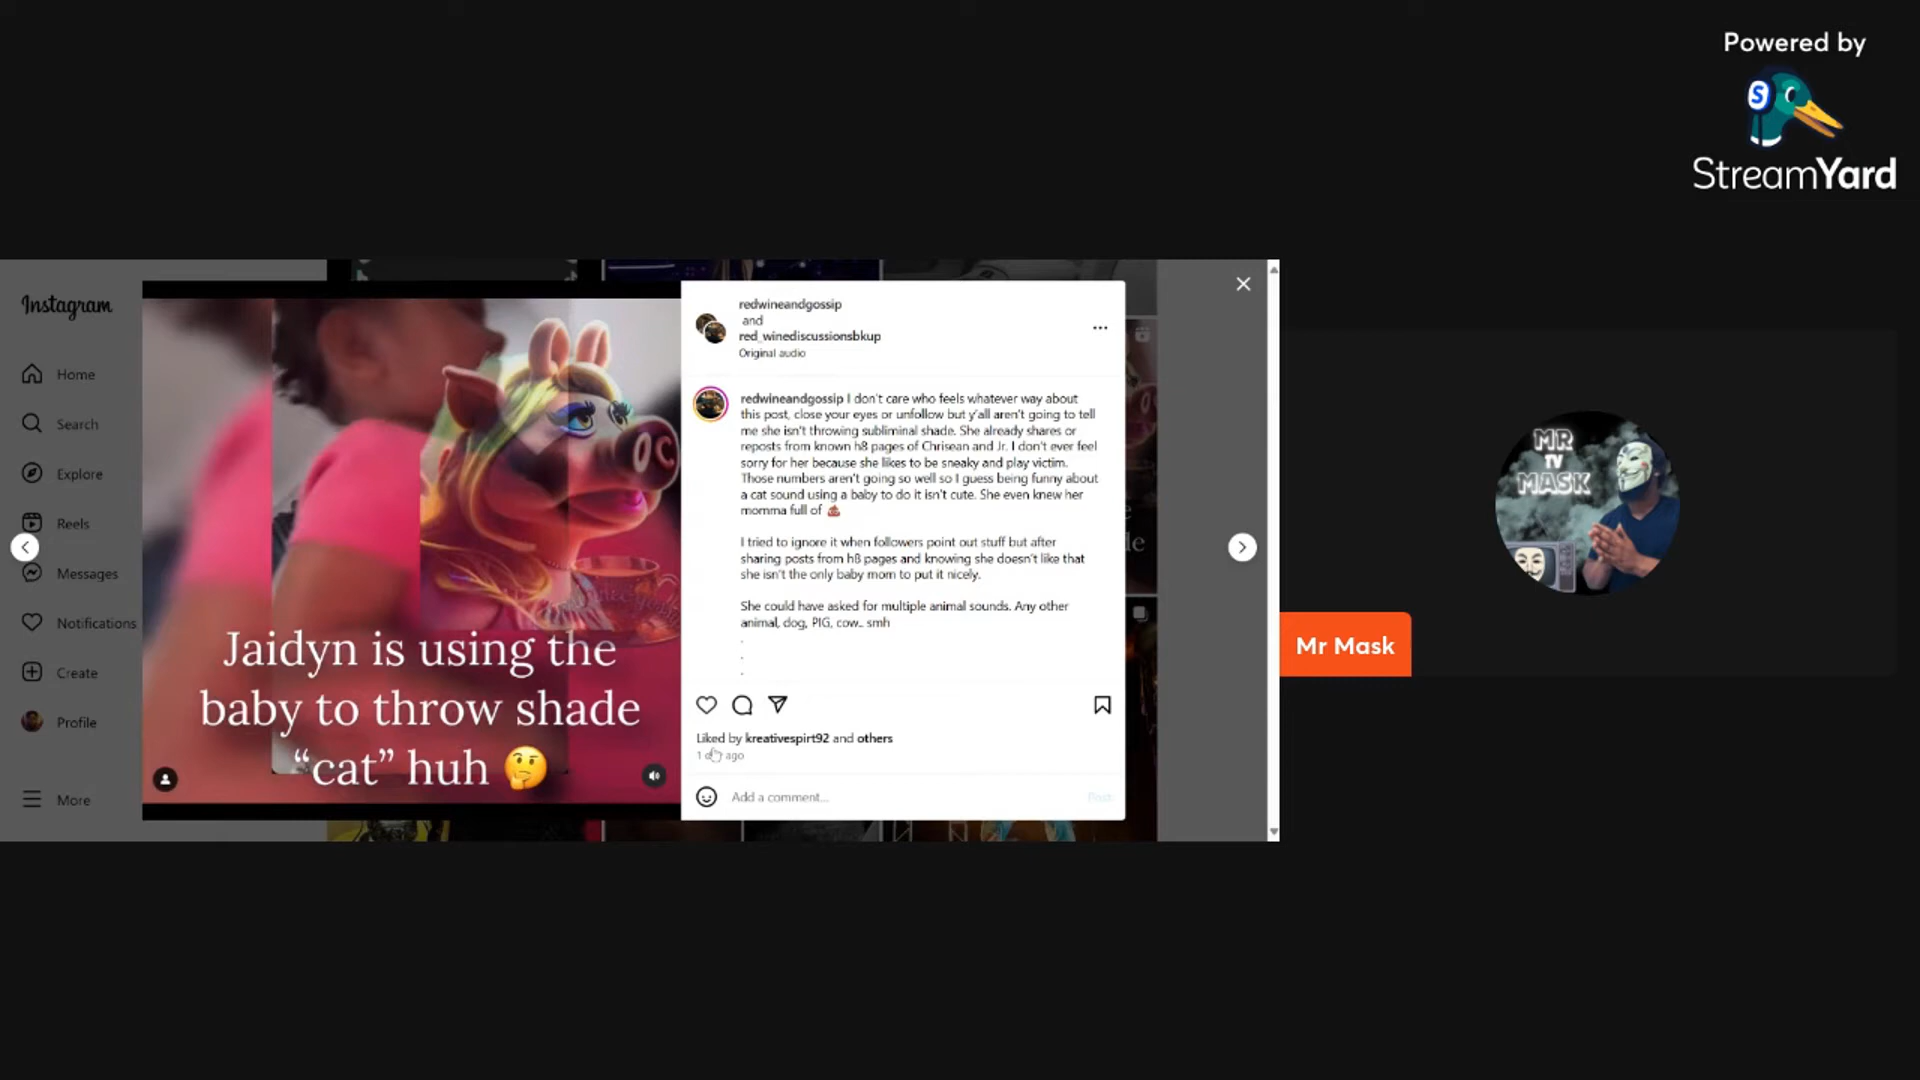 Powered by
S
StreamYard
Instagram
Home
Search
Explore
Reels
Messages
Notifications
Create
Profile
More
Jaidyn is using the
baby to throw shade
“cat” huh 🤔
redwineandgossip
and
red_winediscussionsbkup
Original audio
redwineandgossip I don't care who feels whatever way about
this post, close your eyes or unfollow but y'all aren't going to tell
me she isn't throwing subliminal shade. She already shares or
reposts from known h8 pages of Chrisean and Jr. I don't ever feel
sorry for her because she likes to be sneaky and play victim.
Those numbers aren't going so well so I guess being funny about
a cat sound using a baby to do it isn't cute. She even knew her
momma full of 💩
I tried to ignore it when followers point out stuff but after
sharing posts from h8 pages and knowing she doesn't like that
she isn't the only baby mom to put it nicely.
She could have asked for multiple animal sounds. Any other
animal, dog, PIG, cow.. smh
.
.
.
Liked by kreativespirt92 and others
1 ago
Add a comment...
Post
MR
TV
MASK
Mr Mask